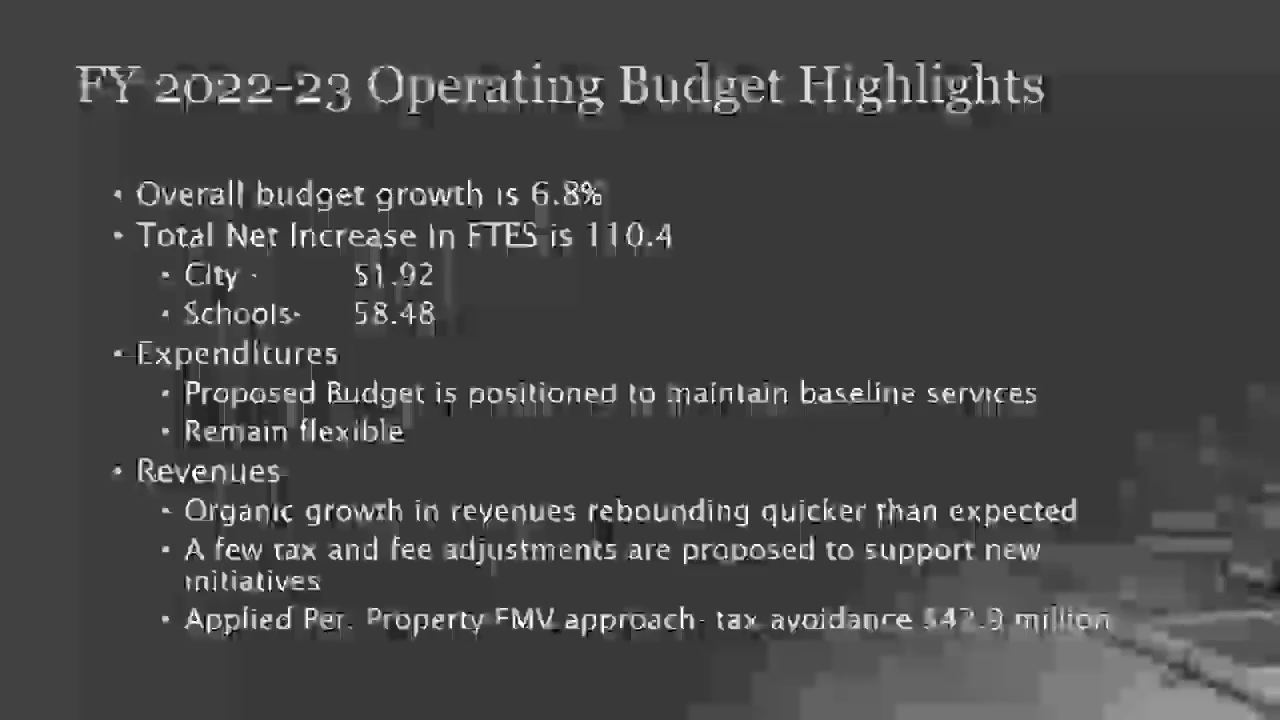 FY 2022-23 Operating Budget Highlights
• Overall budget growth is 6.8%
• Total Net Increase in FTES is 110.4
• City - 51.92
• Schools- 58.48
• Expenditures
• Proposed Budget is positioned to maintain baseline services
• Remain flexible
• Revenues
• Organic growth in revenues rebounding quicker than expected
• A few tax and fee adjustments are proposed to support new
initiatives
• Applied Per. Property FMV approach- tax avoidance million